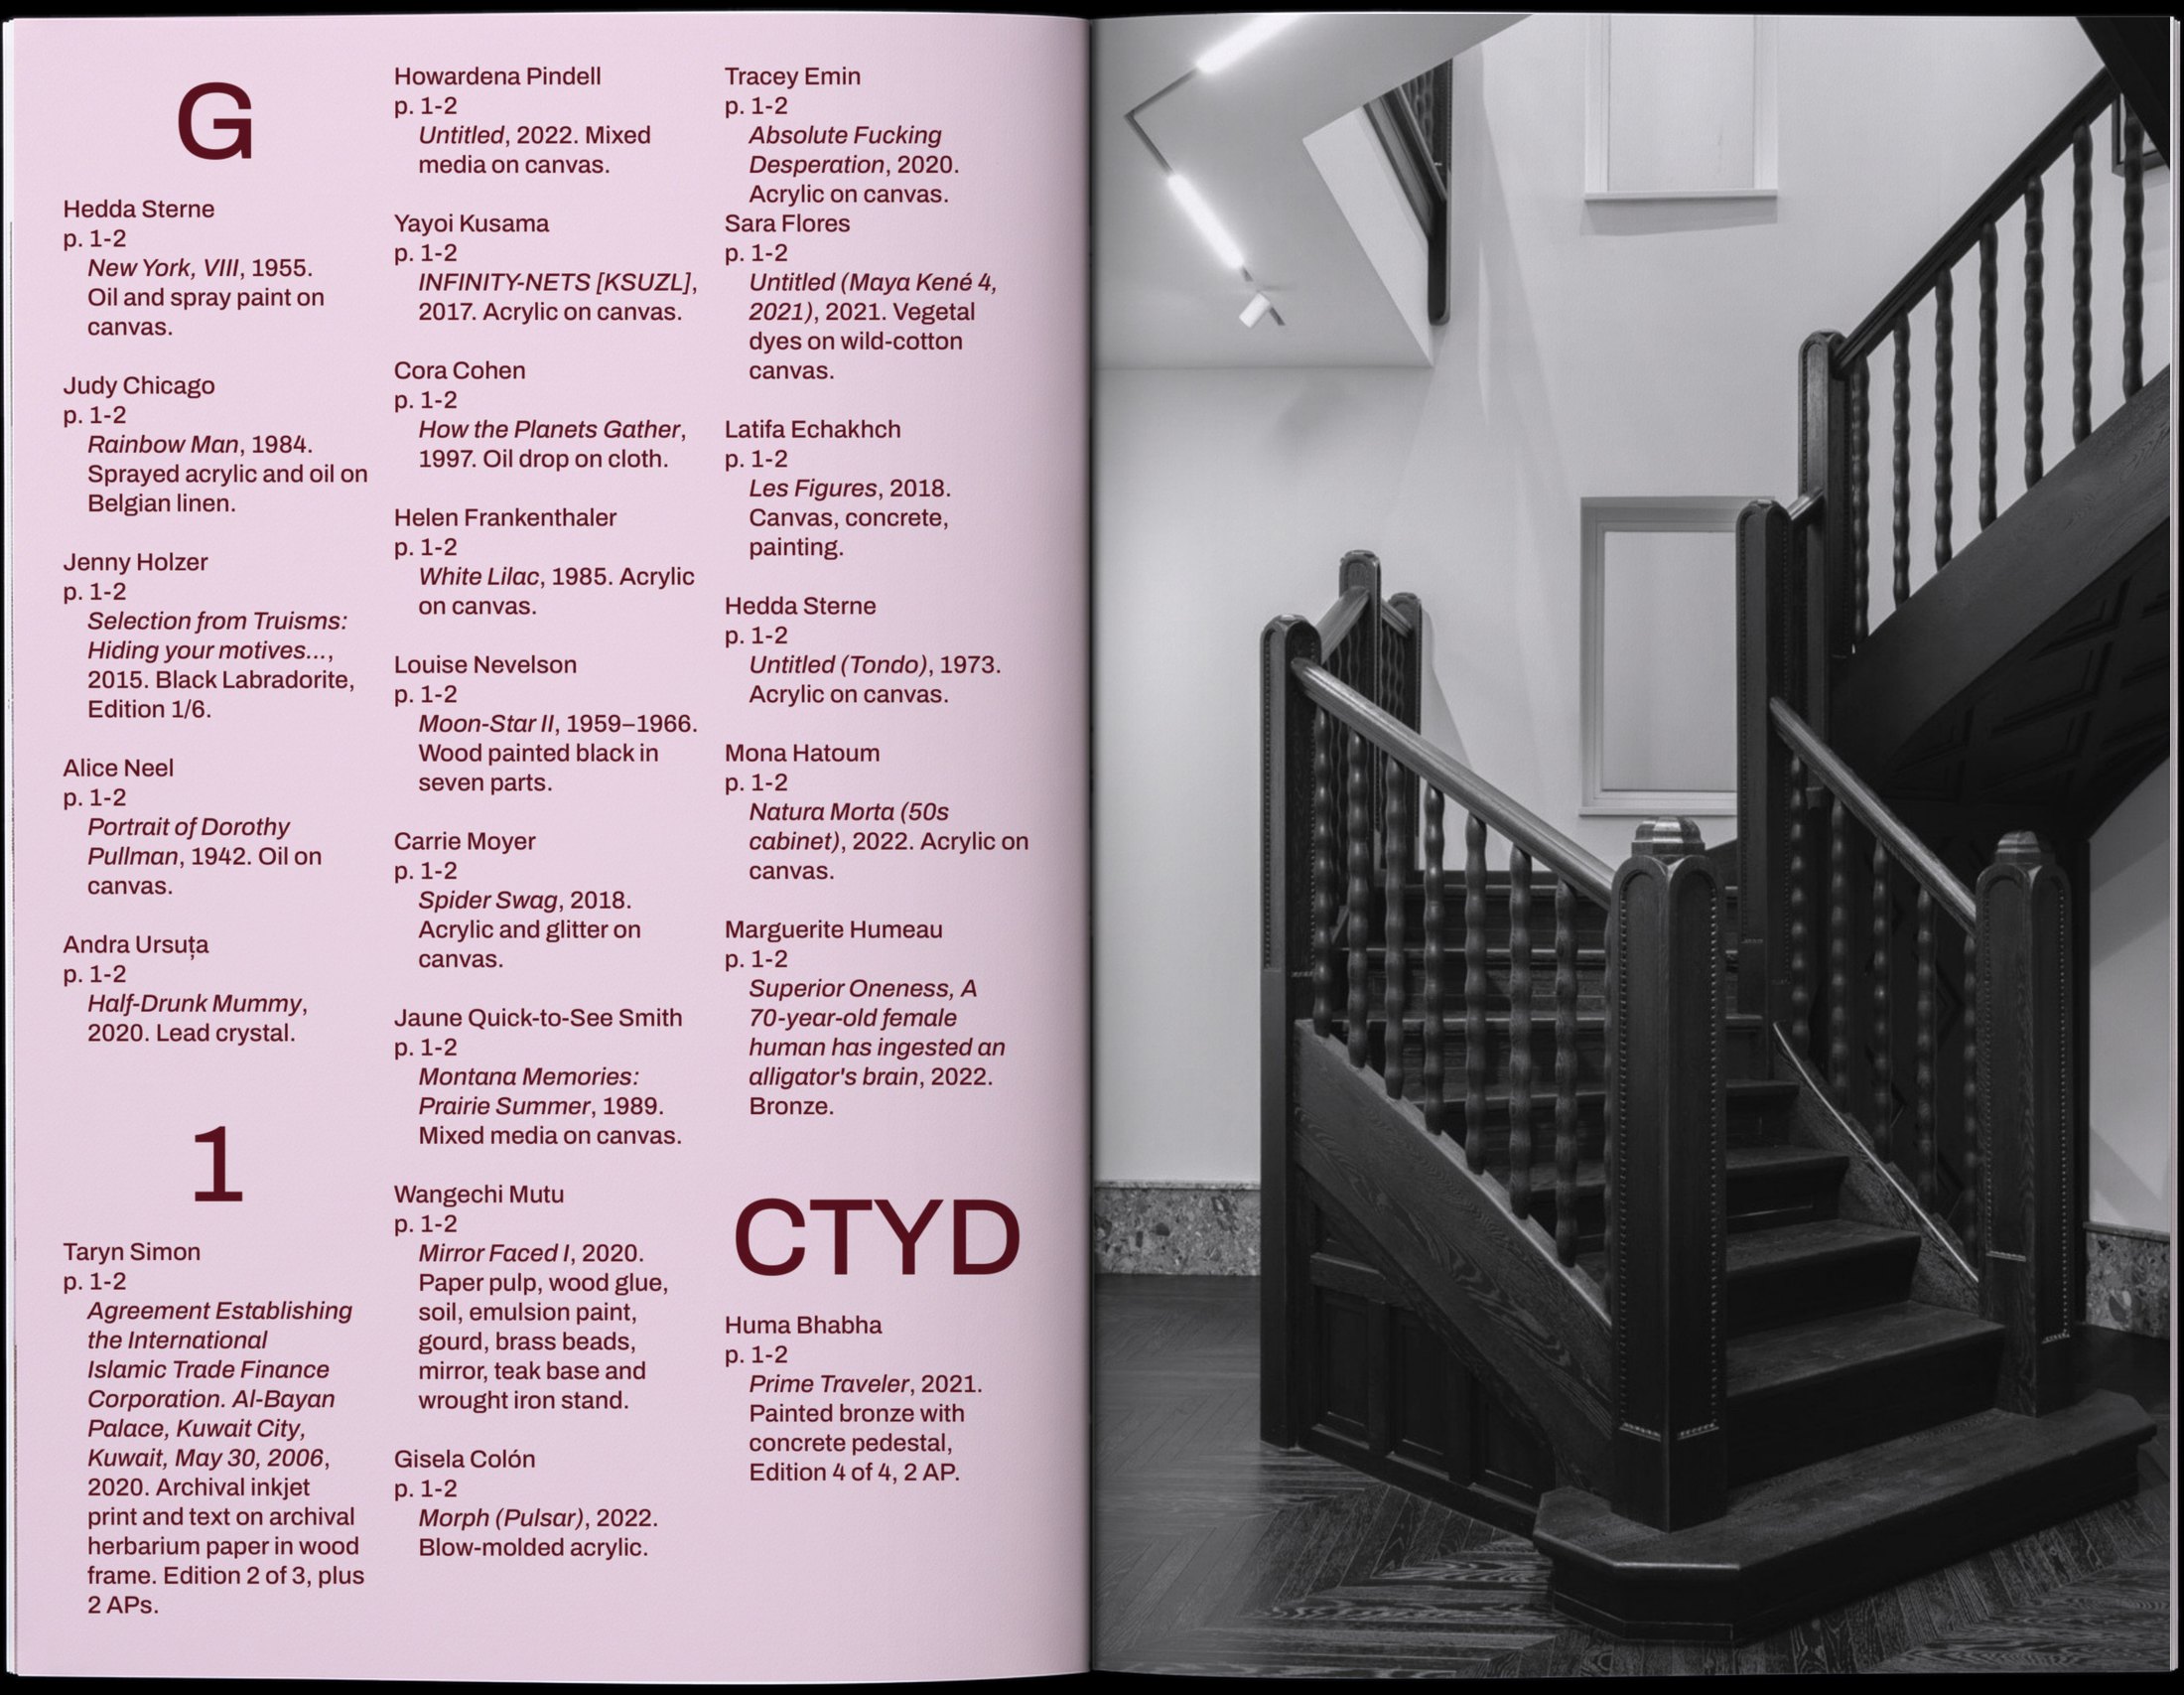 G
Hedda Sterne
p. 1-2
New York, VIII, 1955.
Oil and spray paint on
canvas.
Judy Chicago
p. 1-2
Rainbow Man, 1984.
Sprayed acrylic and oil on
Belgian linen.
Jenny Holzer
p. 1-2
Selection from Truisms:
Hiding your motives...,
2015. Black Labradorite,
Edition 1/6.
Alice Neel
p. 1-2
Portrait of Dorothy
Pullman, 1942. Oil on
canvas.
Andra Ursuța
p. 1-2
Half-Drunk Mummy,
2020. Lead crystal.
1
Taryn Simon
p. 1-2
Agreement Establishing
the International
Islamic Trade Finance
Corporation. Al-Bayan
Palace, Kuwait City,
Kuwait, May 30, 2006,
2020. Archival inkjet
print and text on archival
herbarium paper in wood
frame. Edition 2 of 3, plus
2 APs.
Howardena Pindell
p. 1-2
Untitled, 2022. Mixed
media on canvas.
Yayoi Kusama
p. 1-2
INFINITY-NETS [KSUZL],
2017. Acrylic on canvas.
Cora Cohen
p. 1-2
How the Planets Gather,
1997. Oil drop on cloth.
Helen Frankenthaler
p. 1-2
White Lilac, 1985. Acrylic
on canvas.
Louise Nevelson
p. 1-2
Moon-Star II, 1959–1966.
Wood painted black in
seven parts.
Carrie Moyer
p. 1-2
Spider Swag, 2018.
Acrylic and glitter on
canvas.
Jaune Quick-to-See Smith
p. 1-2
Montana Memories:
Prairie Summer, 1989.
Mixed media on canvas.
Wangechi Mutu
p. 1-2
Mirror Faced I, 2020.
Paper pulp, wood glue,
soil, emulsion paint,
gourd, brass beads,
mirror, teak base and
wrought iron stand.
Gisela Colón
p. 1-2
Morph (Pulsar), 2022.
Blow-molded acrylic.
Tracey Emin
p. 1-2
Absolute Fucking
Desperation, 2020.
Acrylic on canvas.
Sara Flores
p. 1-2
Untitled (Maya Kené 4,
2021), 2021. Vegetal
dyes on wild-cotton
canvas.
Latifa Echakhch
p. 1-2
Les Figures, 2018.
Canvas, concrete,
painting.
Hedda Sterne
p. 1-2
Untitled (Tondo), 1973.
Acrylic on canvas.
Mona Hatoum
p. 1-2
Natura Morta (50s
cabinet), 2022. Acrylic on
canvas.
Marguerite Humeau
p. 1-2
Superior Oneness, A
70-year-old female
human has ingested an
alligator's brain, 2022.
Bronze.
CTYD
Huma Bhabha
p. 1-2
Prime Traveler, 2021.
Painted bronze with
concrete pedestal,
Edition 4 of 4, 2 AP.